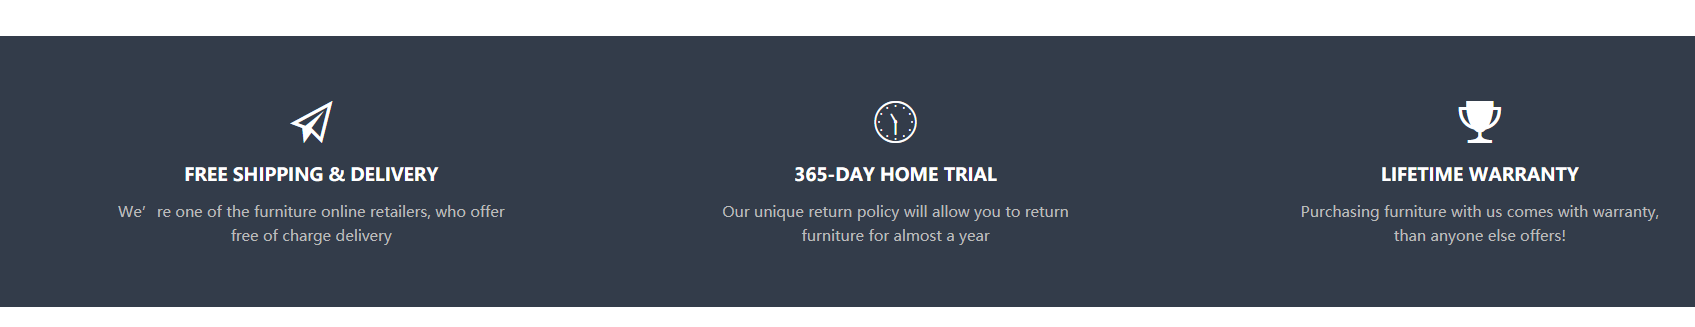 FREE SHIPPING & DELIVERY
We’ re one of the furniture online retailers, who offer
free of charge delivery
365-DAY HOME TRIAL
Our unique return policy will allow you to return
furniture for almost a year
LIFETIME WARRANTY
Purchasing furniture with us comes with warranty,
than anyone else offers!